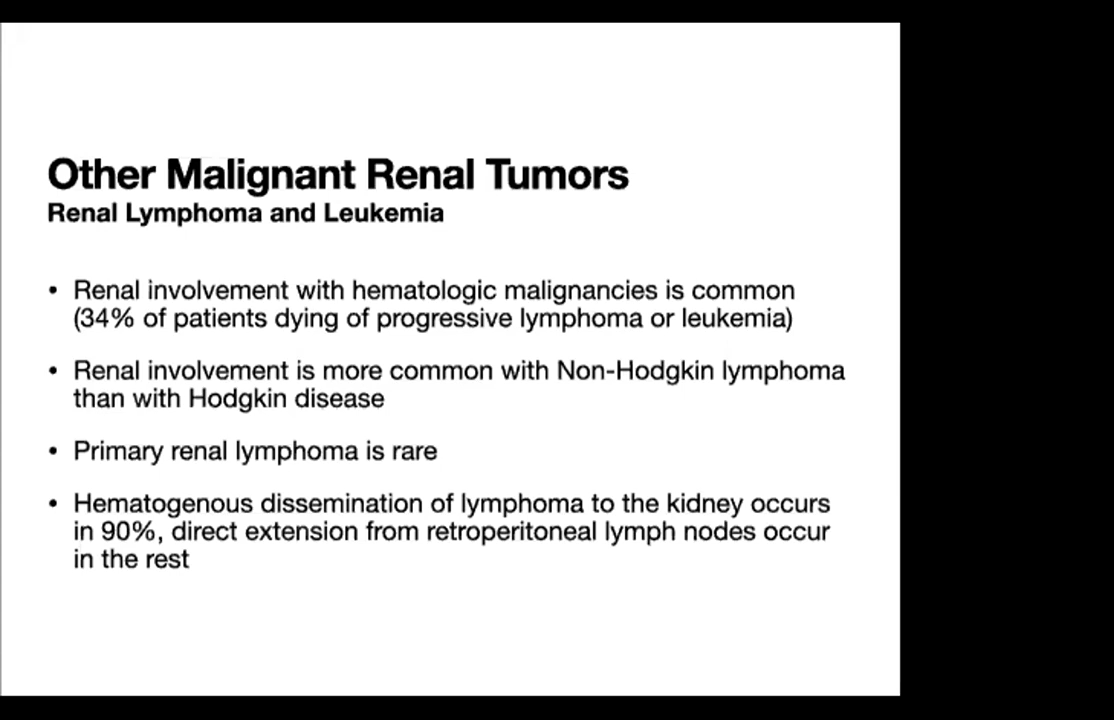 Other Malignant Renal Tumors
Renal Lymphoma and Leukemia
• Renal involvement with hematologic malignancies is common
(34% of patients dying of progressive lymphoma or leukemia)
• Renal involvement is more common with Non-Hodgkin lymphoma
than with Hodgkin disease
• Primary renal lymphoma is rare
• Hematogenous dissemination of lymphoma to the kidney occurs
in 90%, direct extension from retroperitoneal lymph nodes occur
in the rest